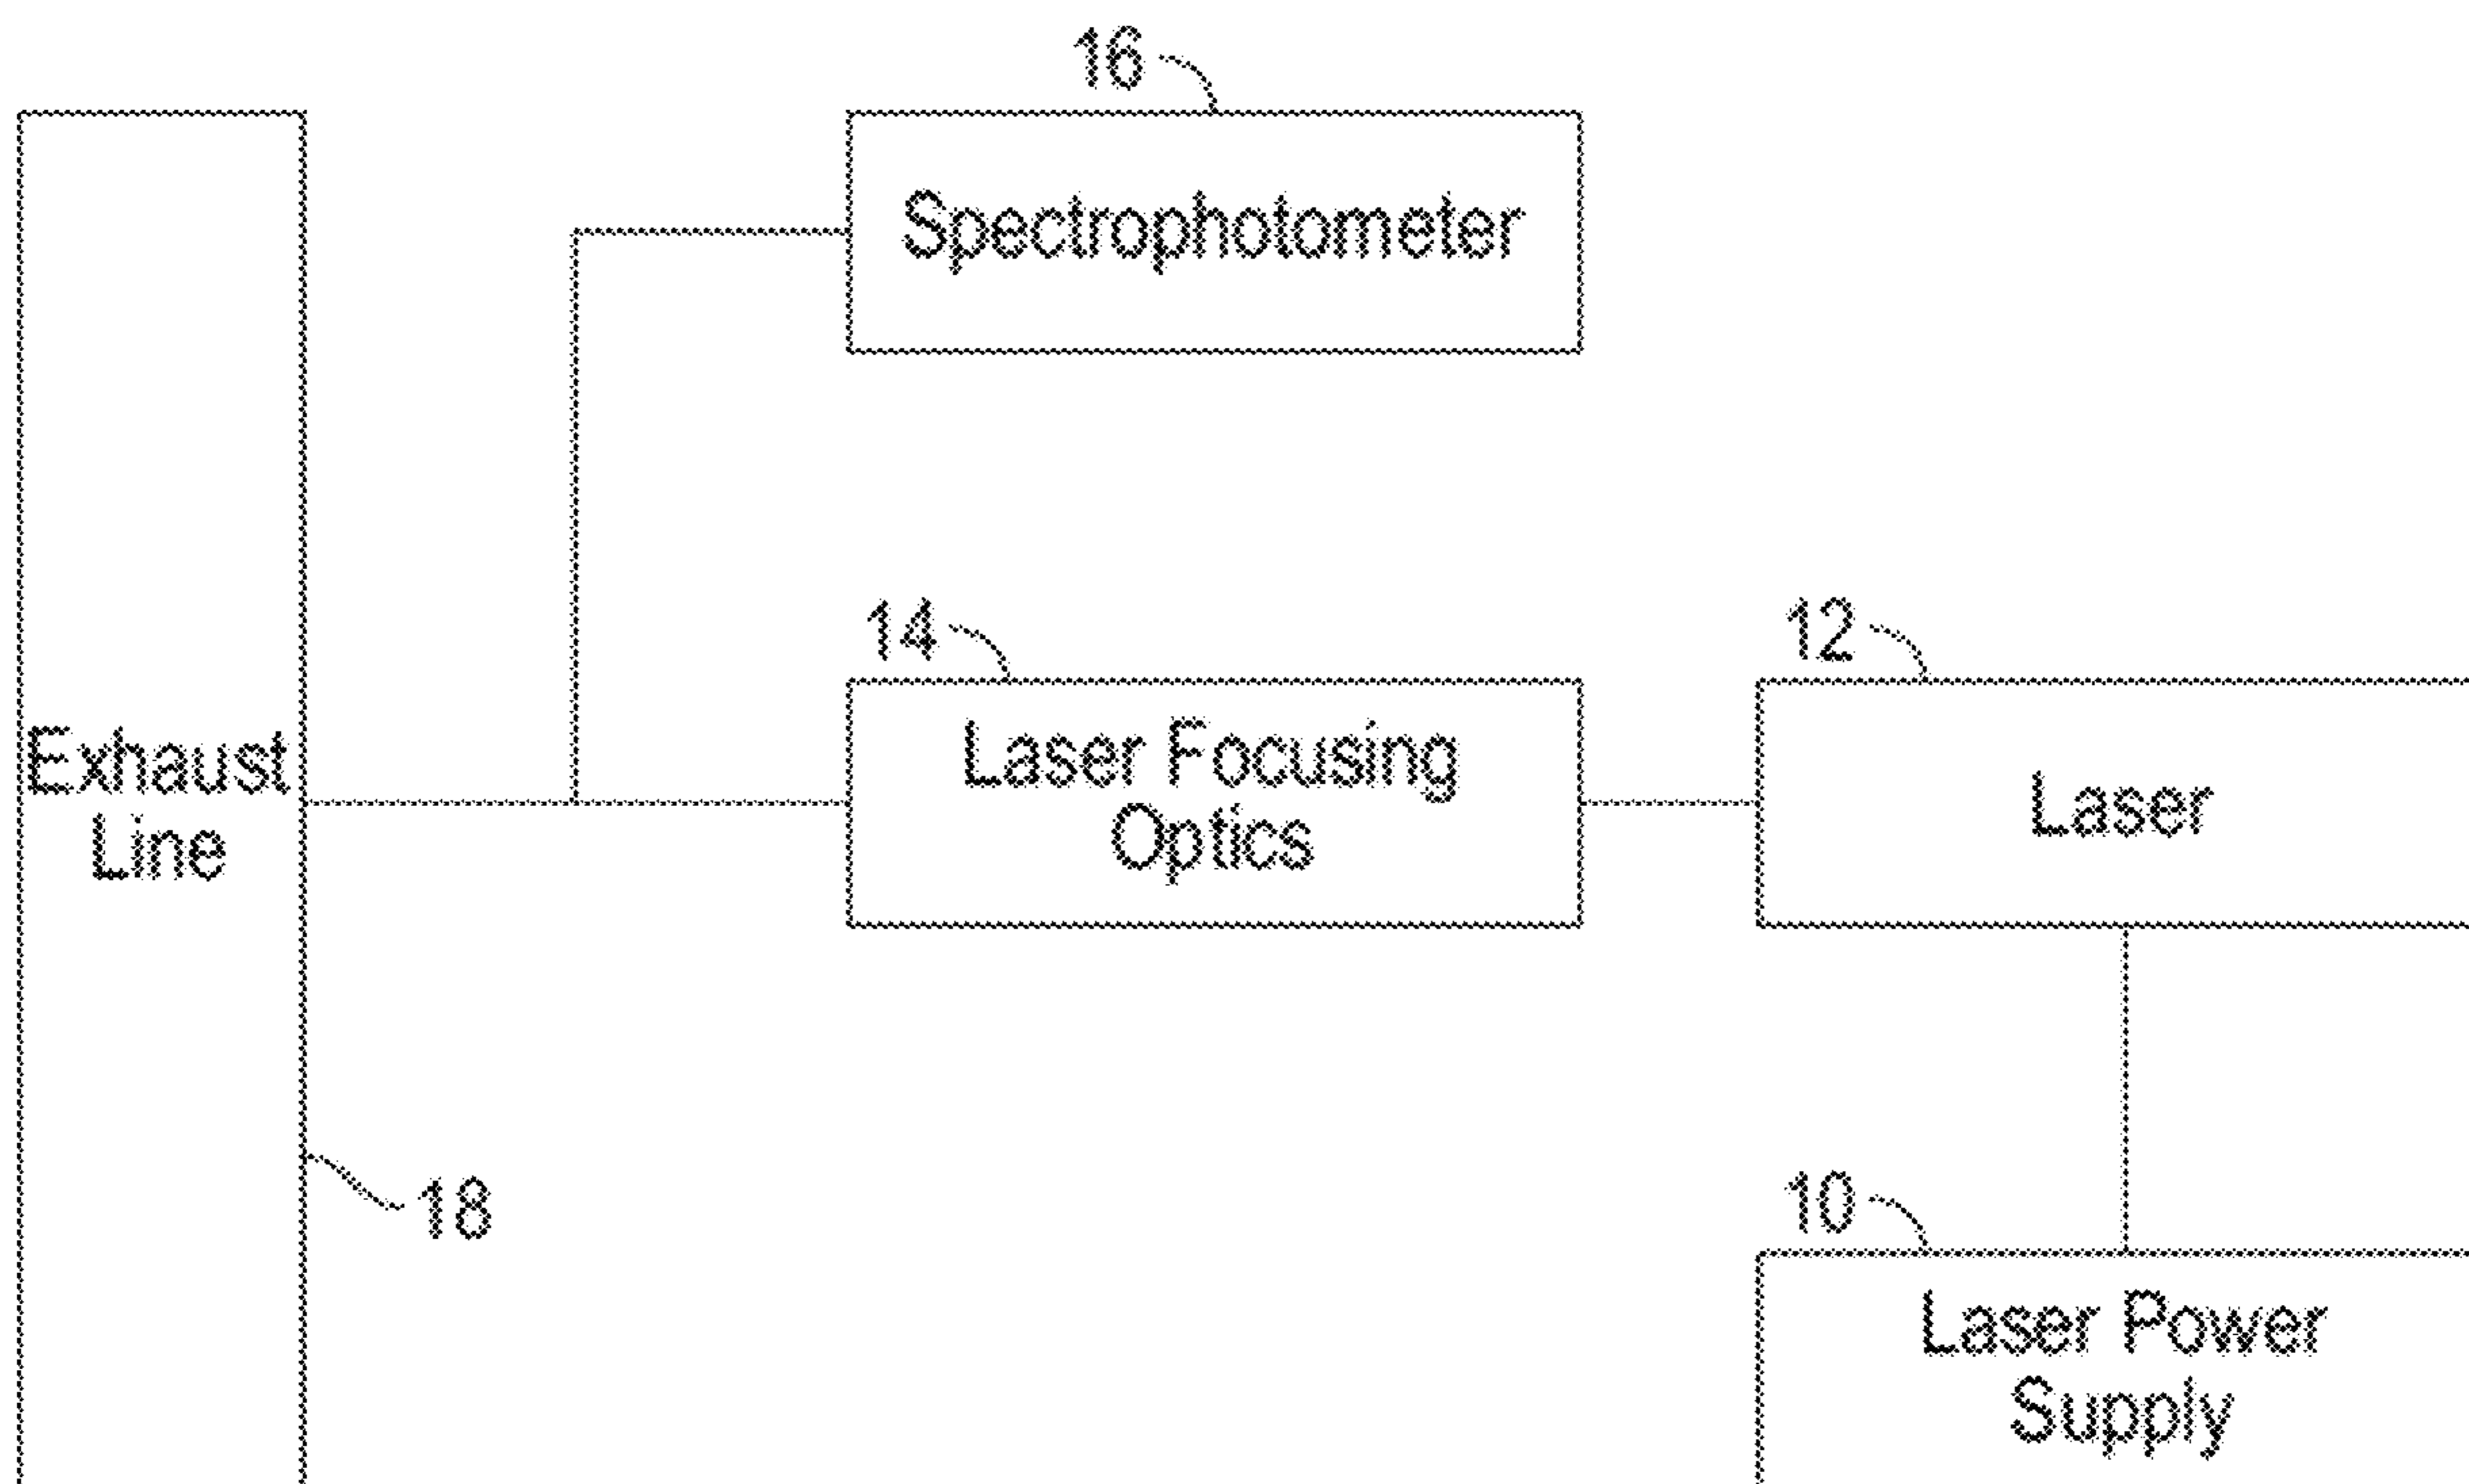 16
Spectrophotometer
14
12
Exhaust
Line
Laser Focusing
Optics
Laser
18
10
Laser Power
Supply